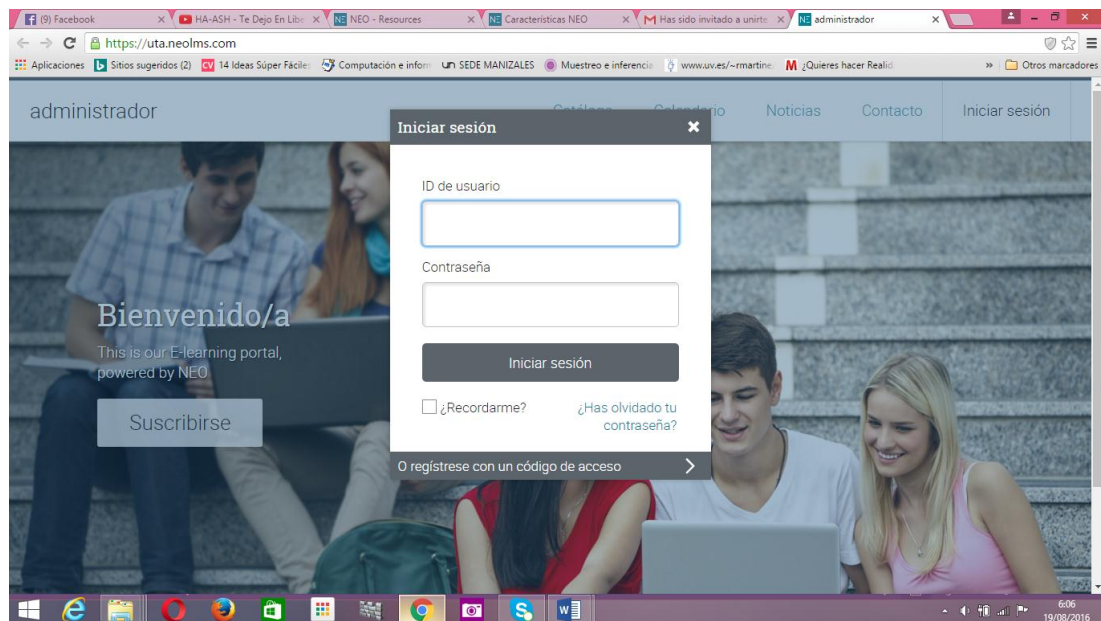 (9) Facebook
HA-ASH - Te Dejo En Libe
NEO - Resources
Características NEO
Has sido invitado a unirte
administrador
https://uta.neolms.com
Aplicaciones
Sitios sugeridos (2)
14 Ideas Súper Fáciles
Computación e inform
SEDE MANIZALES
Muestreo e inferencia
www.uv.es/~rmartine
¿Quieres hacer Realid
»
Otros marcadores
administrador
Catálogo
Calendario
Noticias
Contacto
Iniciar sesión
Iniciar sesión
ID de usuario
Contraseña
Iniciar sesión
¿Recordarme?
¿Has olvidado tu
contraseña?
O regístrese con un código de acceso
Bienvenido/a
This is our E-learning portal,
powered by NEO
Suscribirse
6:06
19/08/2016